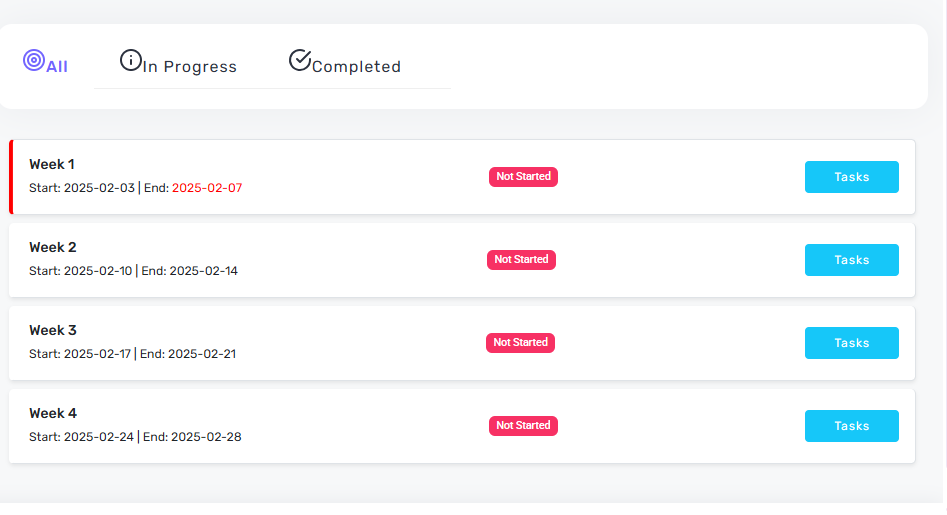 All In Progress Completed
Week 1
Start: 2025-02-03 | End: 2025-02-07
Not Started
Tasks
Week 2
Start: 2025-02-10 | End: 2025-02-14
Not Started
Tasks
Week 3
Start: 2025-02-17 | End: 2025-02-21
Not Started
Tasks
Week 4
Start: 2025-02-24 | End: 2025-02-28
Not Started
Tasks